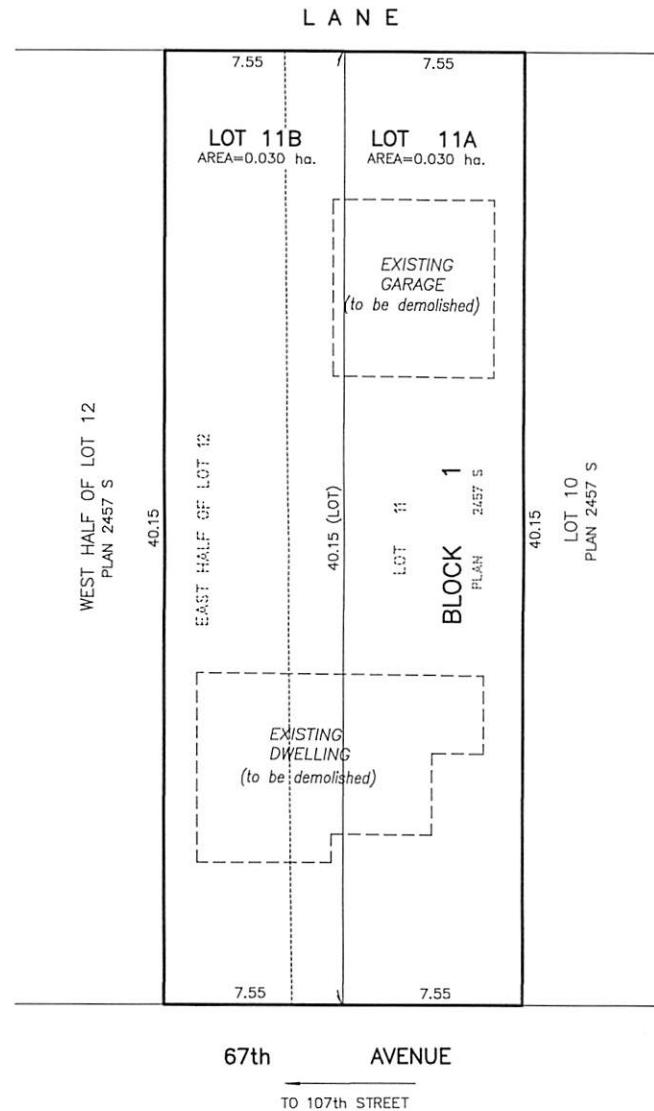 LANE
7.55
7.55
LOT 11B
AREA=0.030 ha.
LOT 11A
AREA=0.030 ha.
EXISTING
GARAGE
(to be demolished)
WEST HALF OF LOT 12
PLAN 2457 S
40.15
EAST HALF OF LOT 12
40.15 (LOT)
LOT 11
BLOCK 1
PLAN 2457 S
40.15
LOT 10
PLAN 2457 S
EXISTING
DWELLING
(to be demolished)
7.55
7.55
67th AVENUE
TO 107th STREET